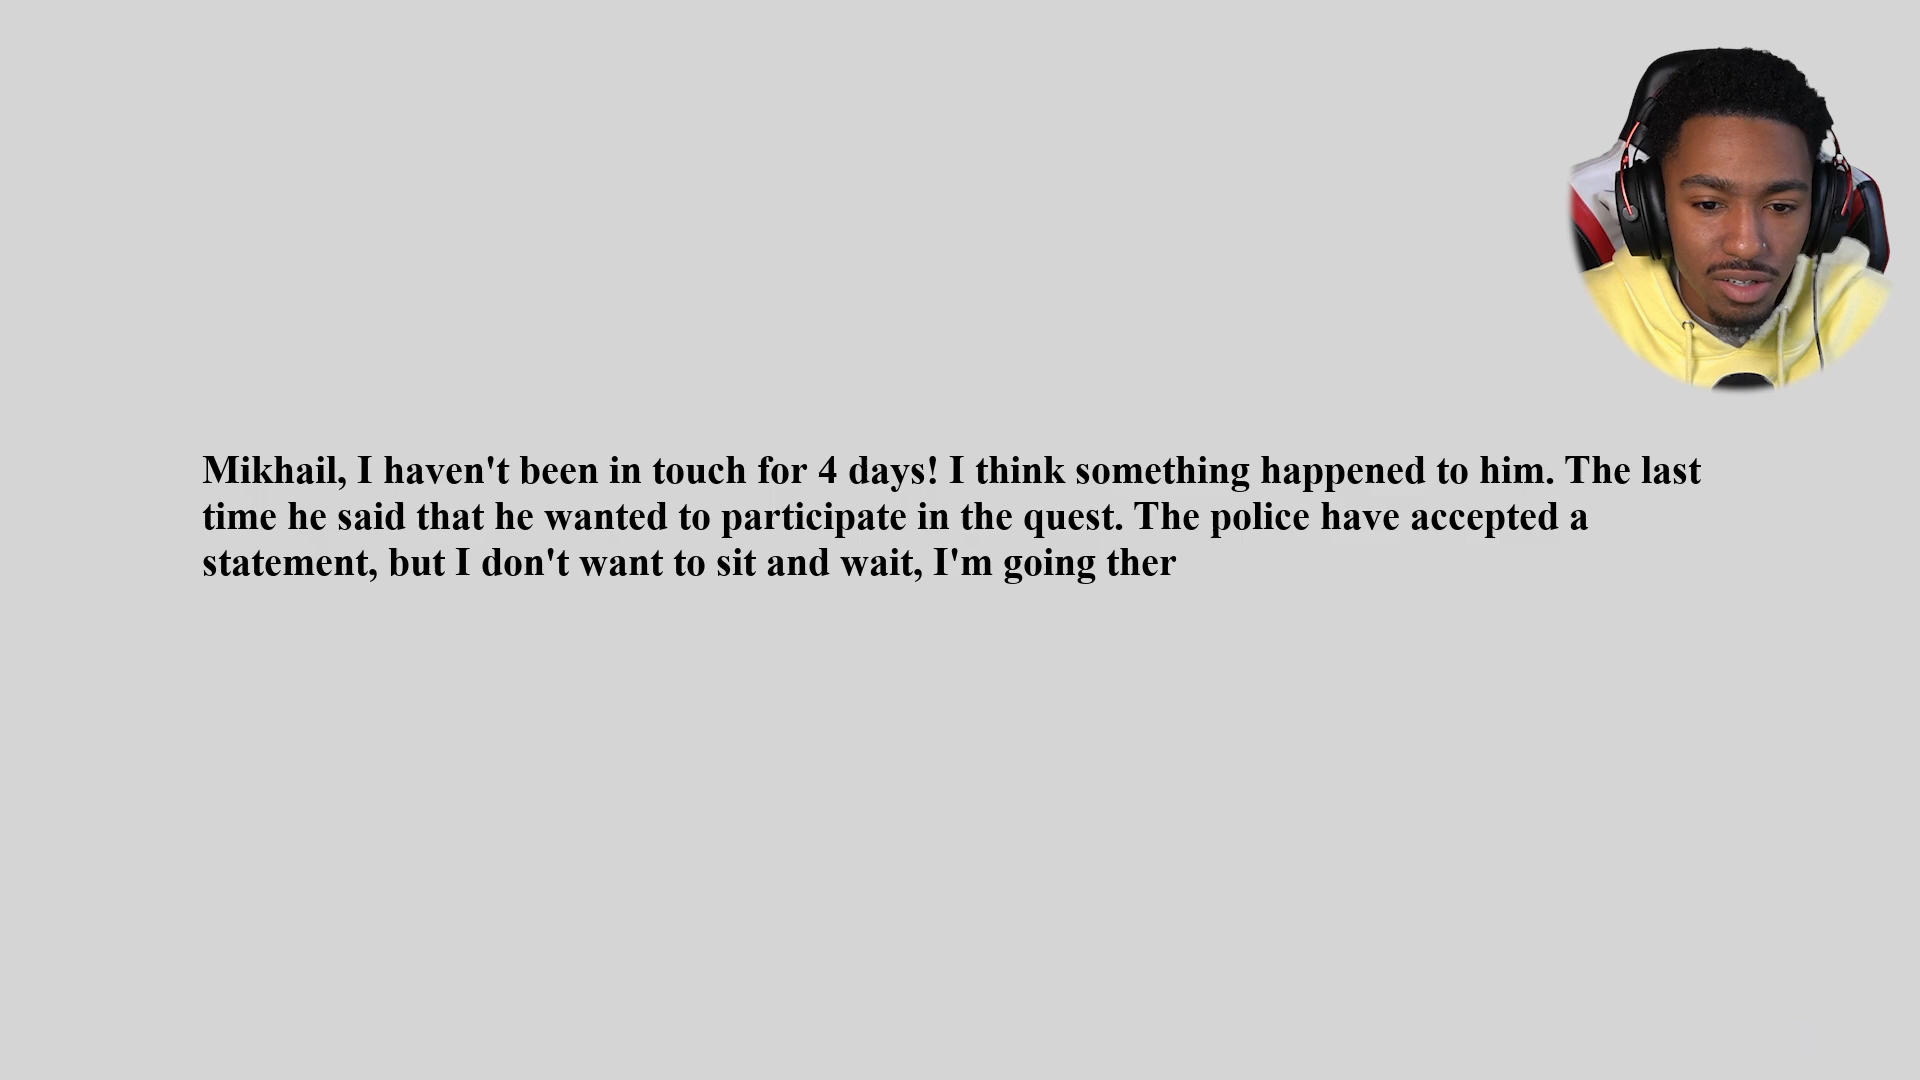 Mikhail, I haven't been in touch for 4 days! I think something happened to him. The last
time he said that he wanted to participate in the quest. The police have accepted a
statement, but I don't want to sit and wait, I'm going ther